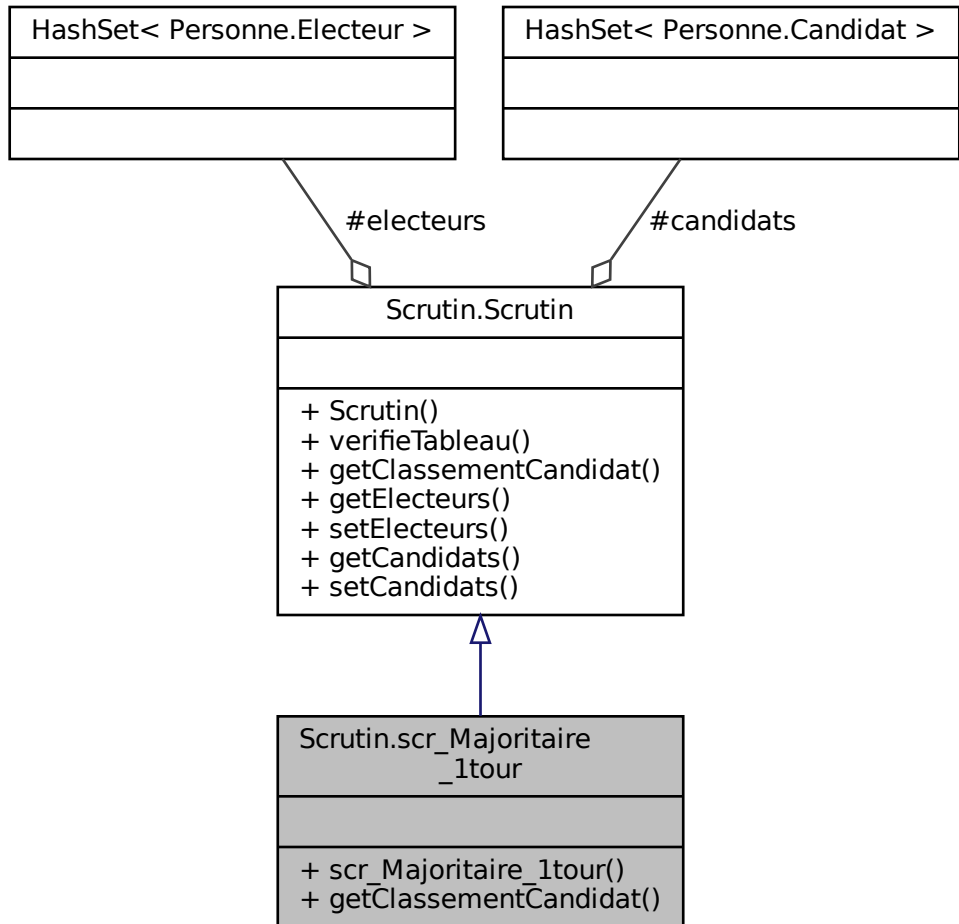 HashSet< Personne.Electeur >
HashSet< Personne.Candidat >
#electeurs
#candidats
Scrutin.Scrutin
+ Scrutin()
+ verifieTableau()
+ getClassementCandidat()
+ getElecteurs()
+ setElecteurs()
+ getCandidats()
+ setCandidats()
Scrutin.scr_Majoritaire
_1tour
+ scr_Majoritaire_1tour()
+ getClassementCandidat()